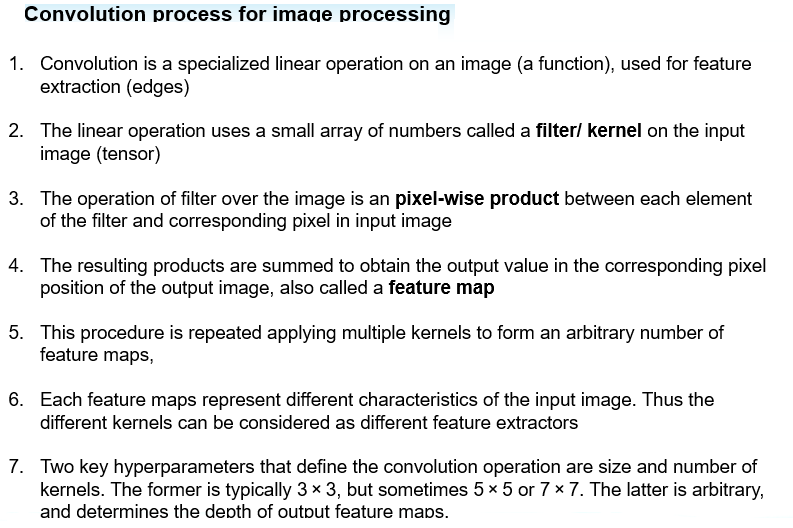 Convolution process for image processing
1. Convolution is a specialized linear operation on an image (a function), used for feature
extraction (edges)
2. The linear operation uses a small array of numbers called a filter/ kernel on the input
image (tensor)
3. The operation of filter over the image is an pixel-wise product between each element
of the filter and corresponding pixel in input image
4. The resulting products are summed to obtain the output value in the corresponding pixel
position of the output image, also called a feature map
5. This procedure is repeated applying multiple kernels to form an arbitrary number of
feature maps,
6. Each feature maps represent different characteristics of the input image. Thus the
different kernels can be considered as different feature extractors
7. Two key hyperparameters that define the convolution operation are size and number of
kernels. The former is typically 3 × 3, but sometimes 5 × 5 or 7 × 7. The latter is arbitrary,
and determines the depth of output feature maps.